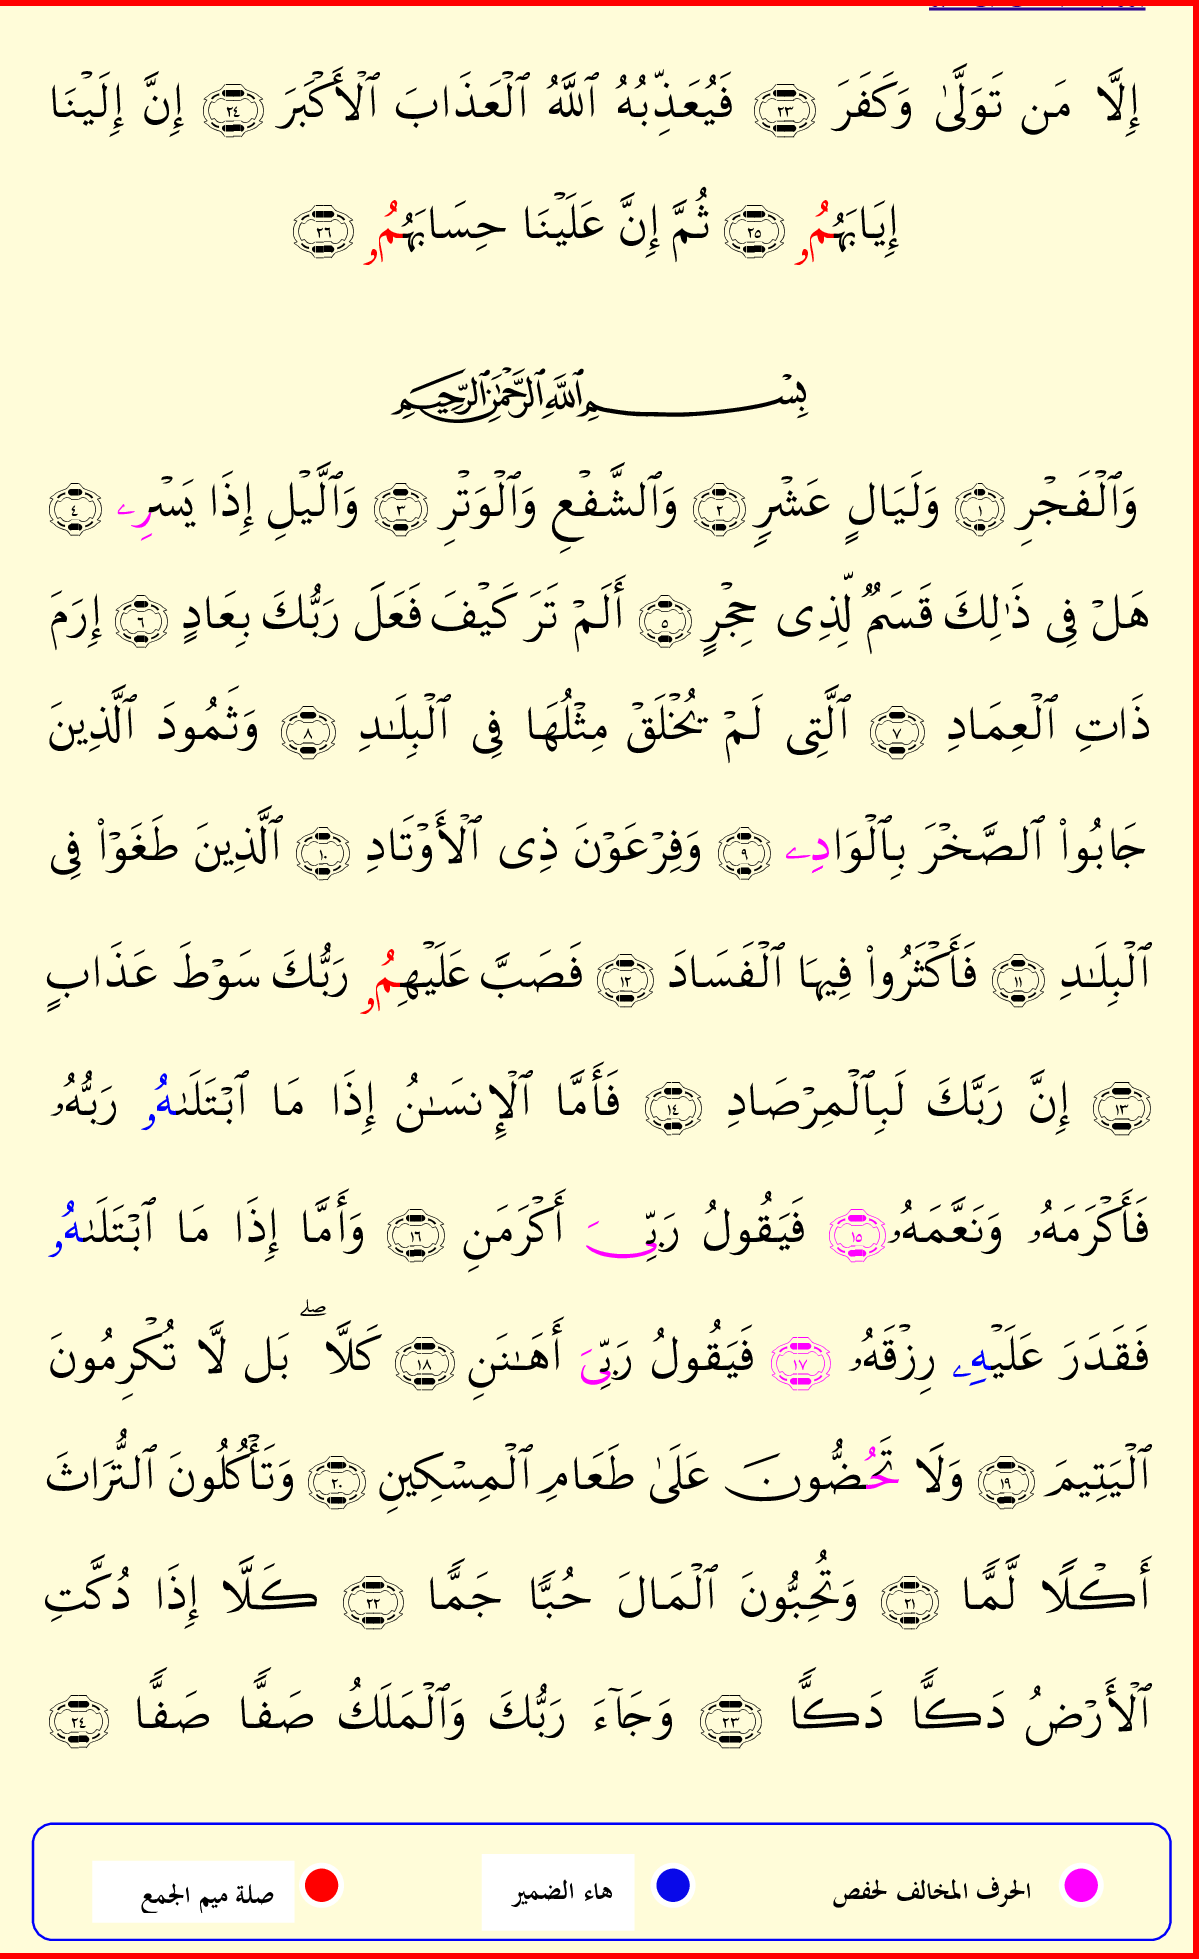 إِلَّا مَن تَوَلَّىٰ وَكَفَرَ ٢٣ فَيُعَذِّبُهُ ٱللَّهُ ٱلْعَذَابَ ٱلْأَكْبَرَ ٢٤ إِنَّ إِلَيْنَا
إِيَابَهُمُۥ ٢٥ ثُمَّ إِنَّ عَلَيْنَا حِسَابَهُمُۥ ٢٦
بِسْمِ ٱللَّهِ ٱلرَّحْمَٰنِ ٱلرَّحِيمِ
وَٱلْفَجْرِ ١ وَلَيَالٍ عَشْرٍ ٢ وَٱلشَّفْعِ وَٱلْوَتْرِ ٣ وَٱلَّيْلِ إِذَا يَسْرِۦ ٤
هَلْ فِى ذَٰلِكَ قَسَمٌ لِّذِى حِجْرٍ ٥ أَلَمْ تَرَ كَيْفَ فَعَلَ رَبُّكَ بِعَادٍ ٦ إِرَمَ
ذَاتِ ٱلْعِمَادِ ٧ ٱلَّتِى لَمْ يُخْلَقْ مِثْلُهَا فِى ٱلْبِلَٰدِ ٨ وَثَمُودَ ٱلَّذِينَ
جَابُوا۟ ٱلصَّخْرَ بِٱلْوَادِۦ ٩ وَفِرْعَوْنَ ذِى ٱلْأَوْتَادِ ١٠ ٱلَّذِينَ طَغَوْا۟ فِى
ٱلْبِلَٰدِ ١١ فَأَكْثَرُوا۟ فِيهَا ٱلْفَسَادَ ١٢ فَصَبَّ عَلَيْهِمُۥ رَبُّكَ سَوْطَ عَذَابٍ
١٣ إِنَّ رَبَّكَ لَبِٱلْمِرْصَادِ ١٤ فَأَمَّا ٱلْإِنسَٰنُ إِذَا مَا ٱبْتَلَىٰهُۥ رَبُّهُۥ
فَأَكْرَمَهُۥ وَنَعَّمَهُۥ ١٥ فَيَقُولُ رَبِّىَ أَكْرَمَنِ ١٦ وَأَمَّا إِذَا مَا ٱبْتَلَىٰهُۥ
فَقَدَرَ عَلَيْهِۦ رِزْقَهُۥ ١٧ فَيَقُولُ رَبِّىَ أَهَٰنَنِ ١٨ كَلَّا ۖ بَل لَّا تُكْرِمُونَ
ٱلْيَتِيمَ ١٩ وَلَا تَحُضُّونَ عَلَىٰ طَعَامِ ٱلْمِسْكِينِ ٢٠ وَتَأْكُلُونَ ٱلتُّرَاثَ
أَكْلًا لَّمًّا ٢١ وَتُحِبُّونَ ٱلْمَالَ حُبًّا جَمًّا ٢٢ كَلَّا إِذَا دُكَّتِ
ٱلْأَرْضُ دَكًّا دَكًّا ٢٣ وَجَآءَ رَبُّكَ وَٱلْمَلَكُ صَفًّا صَفًّا ٢٤
الحرف المخالف لحفص هاء الضمير صلة ميم الجمع